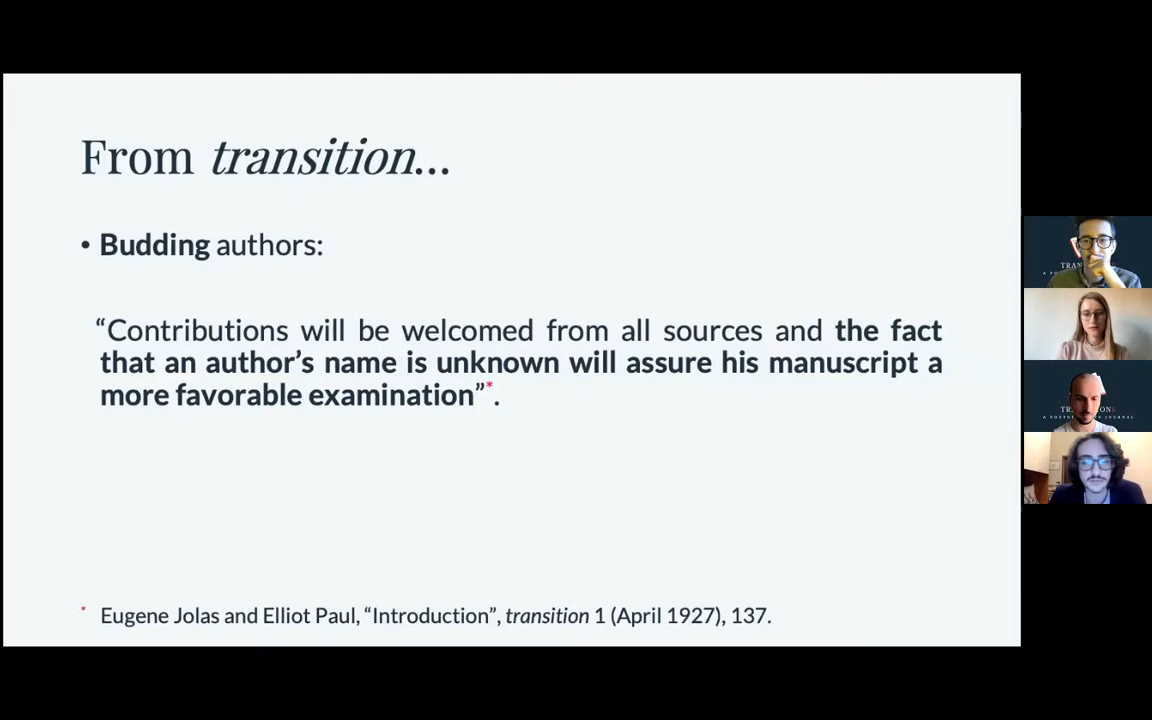 From transition...
• Budding authors:
“Contributions will be welcomed from all sources and the fact
that an author’s name is unknown will assure his manuscript a
more favorable examination”*.
* Eugene Jolas and Elliot Paul, “Introduction”, transition 1 (April 1927), 137.